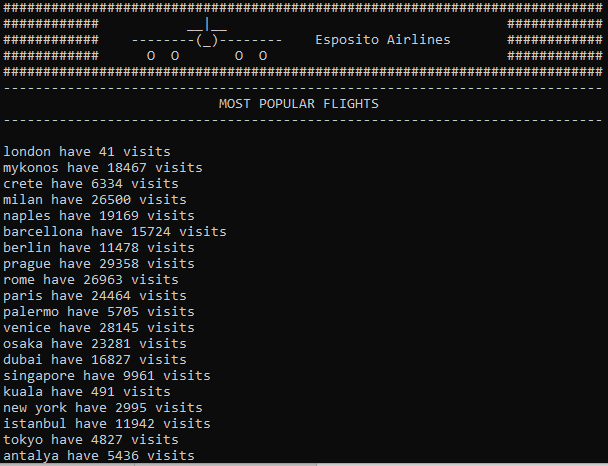 ###########################################################################
############           __|__                                   ############
############    --------(_)--------    Esposito Airlines       ############
############      O  O       O  O                              ############
###########################################################################
---------------------------------------------------------------------------
MOST POPULAR FLIGHTS
---------------------------------------------------------------------------
london have 41 visits
mykonos have 18467 visits
crete have 6334 visits
milan have 26500 visits
naples have 19169 visits
barcellona have 15724 visits
berlin have 11478 visits
prague have 29358 visits
rome have 26963 visits
paris have 24464 visits
palermo have 5705 visits
venice have 28145 visits
osaka have 23281 visits
dubai have 16827 visits
singapore have 9961 visits
kuala have 491 visits
new york have 2995 visits
istanbul have 11942 visits
tokyo have 4827 visits
antalya have 5436 visits